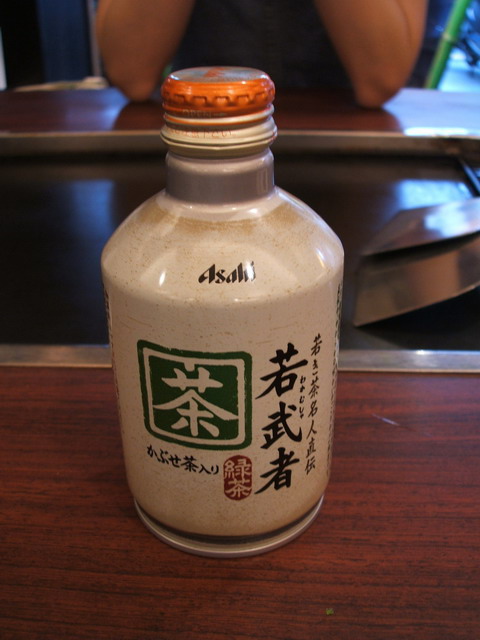 Asahi
茶
若き茶名人直伝
若武者
わかむしゃ
かぶせ茶入り
緑茶